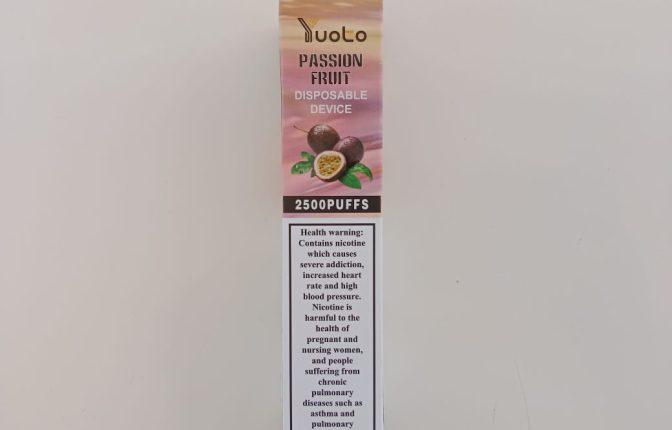 Yuoto
PASSION
FRUIT
DISPOSABLE
DEVICE
2500PUFFS
Health warning:
Contains nicotine
which causes
severe addiction,
increased heart
rate and high
blood pressure.
Nicotine is
harmful to the
health of
pregnant and
nursing women,
and people
suffering from
chronic
pulmonary
diseases such as
asthma and
pulmonary